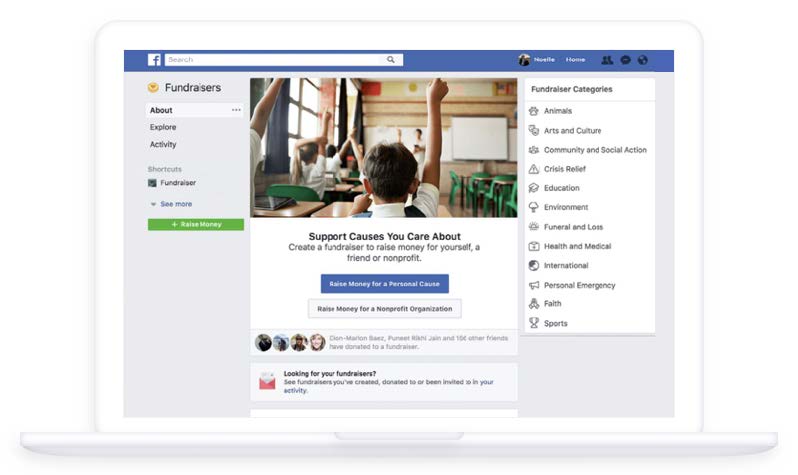 f
Search
Noelle
Home
Fundraisers
About
Explore
Activity
Shortcuts
Fundraiser
See more
+ Raise Money
Support Causes You Care About
Create a fundraiser to raise money for yourself, a
friend or nonprofit.
Raise Money for a Personal Cause
Raise Money for a Nonprofit Organization
Dion-Marlon Baez, Puneet Rikhi Jain and other friends
have donated to a fundraiser.
Looking for your fundraisers?
See fundraisers you've created, donated to or been invited to in your
activity.
Fundraiser Categories
Animals
Arts and Culture
Community and Social Action
Crisis Relief
Education
Environment
Funeral and Loss
Health and Medical
International
Personal Emergency
Faith
Sports